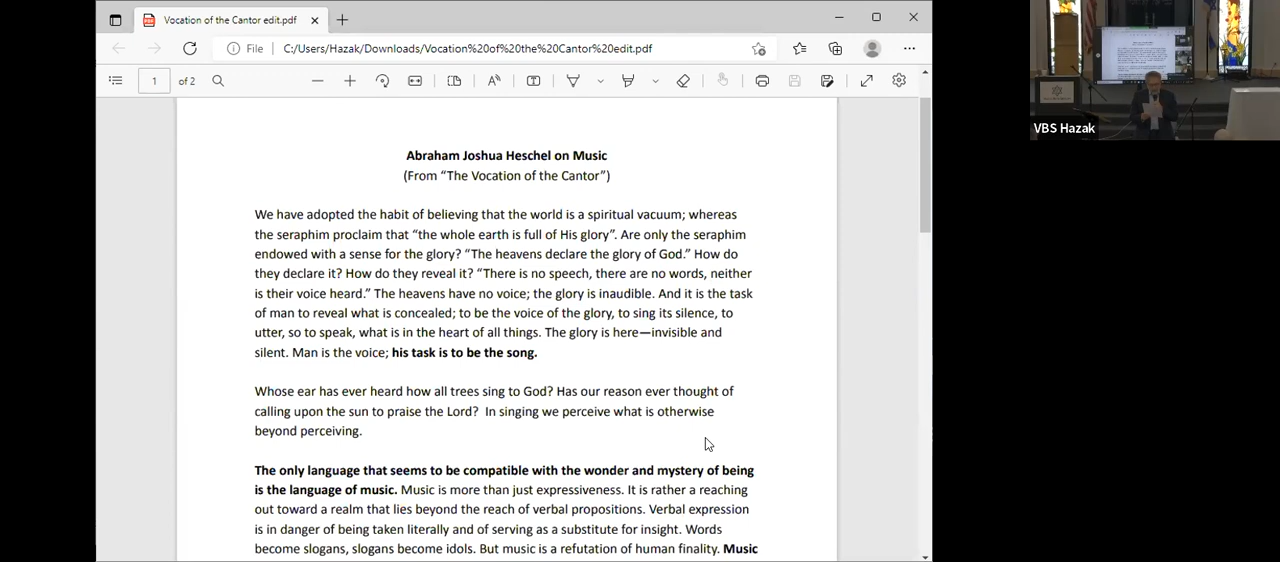 Vocation of the Cantor edit.pdf
File C:/Users/Hazak/Downloads/Vocation%20of%20the%20Cantor%20edit.pdf
1 of 2
Abraham Joshua Heschel on Music
(From “The Vocation of the Cantor”)
We have adopted the habit of believing that the world is a spiritual vacuum; whereas
the seraphim proclaim that “the whole earth is full of His glory”. Are only the seraphim
endowed with a sense for the glory? “The heavens declare the glory of God.” How do
they declare it? How do they reveal it? “There is no speech, there are no words, neither
is their voice heard.” The heavens have no voice; the glory is inaudible. And it is the task
of man to reveal what is concealed; to be the voice of the glory, to sing its silence, to
utter, so to speak, what is in the heart of all things. The glory is here—invisible and
silent. Man is the voice; his task is to be the song.
Whose ear has ever heard how all trees sing to God? Has our reason ever thought of
calling upon the sun to praise the Lord?  In singing we perceive what is otherwise
beyond perceiving.
The only language that seems to be compatible with the wonder and mystery of being
is the language of music. Music is more than just expressiveness. It is rather a reaching
out toward a realm that lies beyond the reach of verbal propositions. Verbal expression
is in danger of being taken literally and of serving as a substitute for insight. Words
become slogans, slogans become idols. But music is a refutation of human finality. Music
VBS Hazak